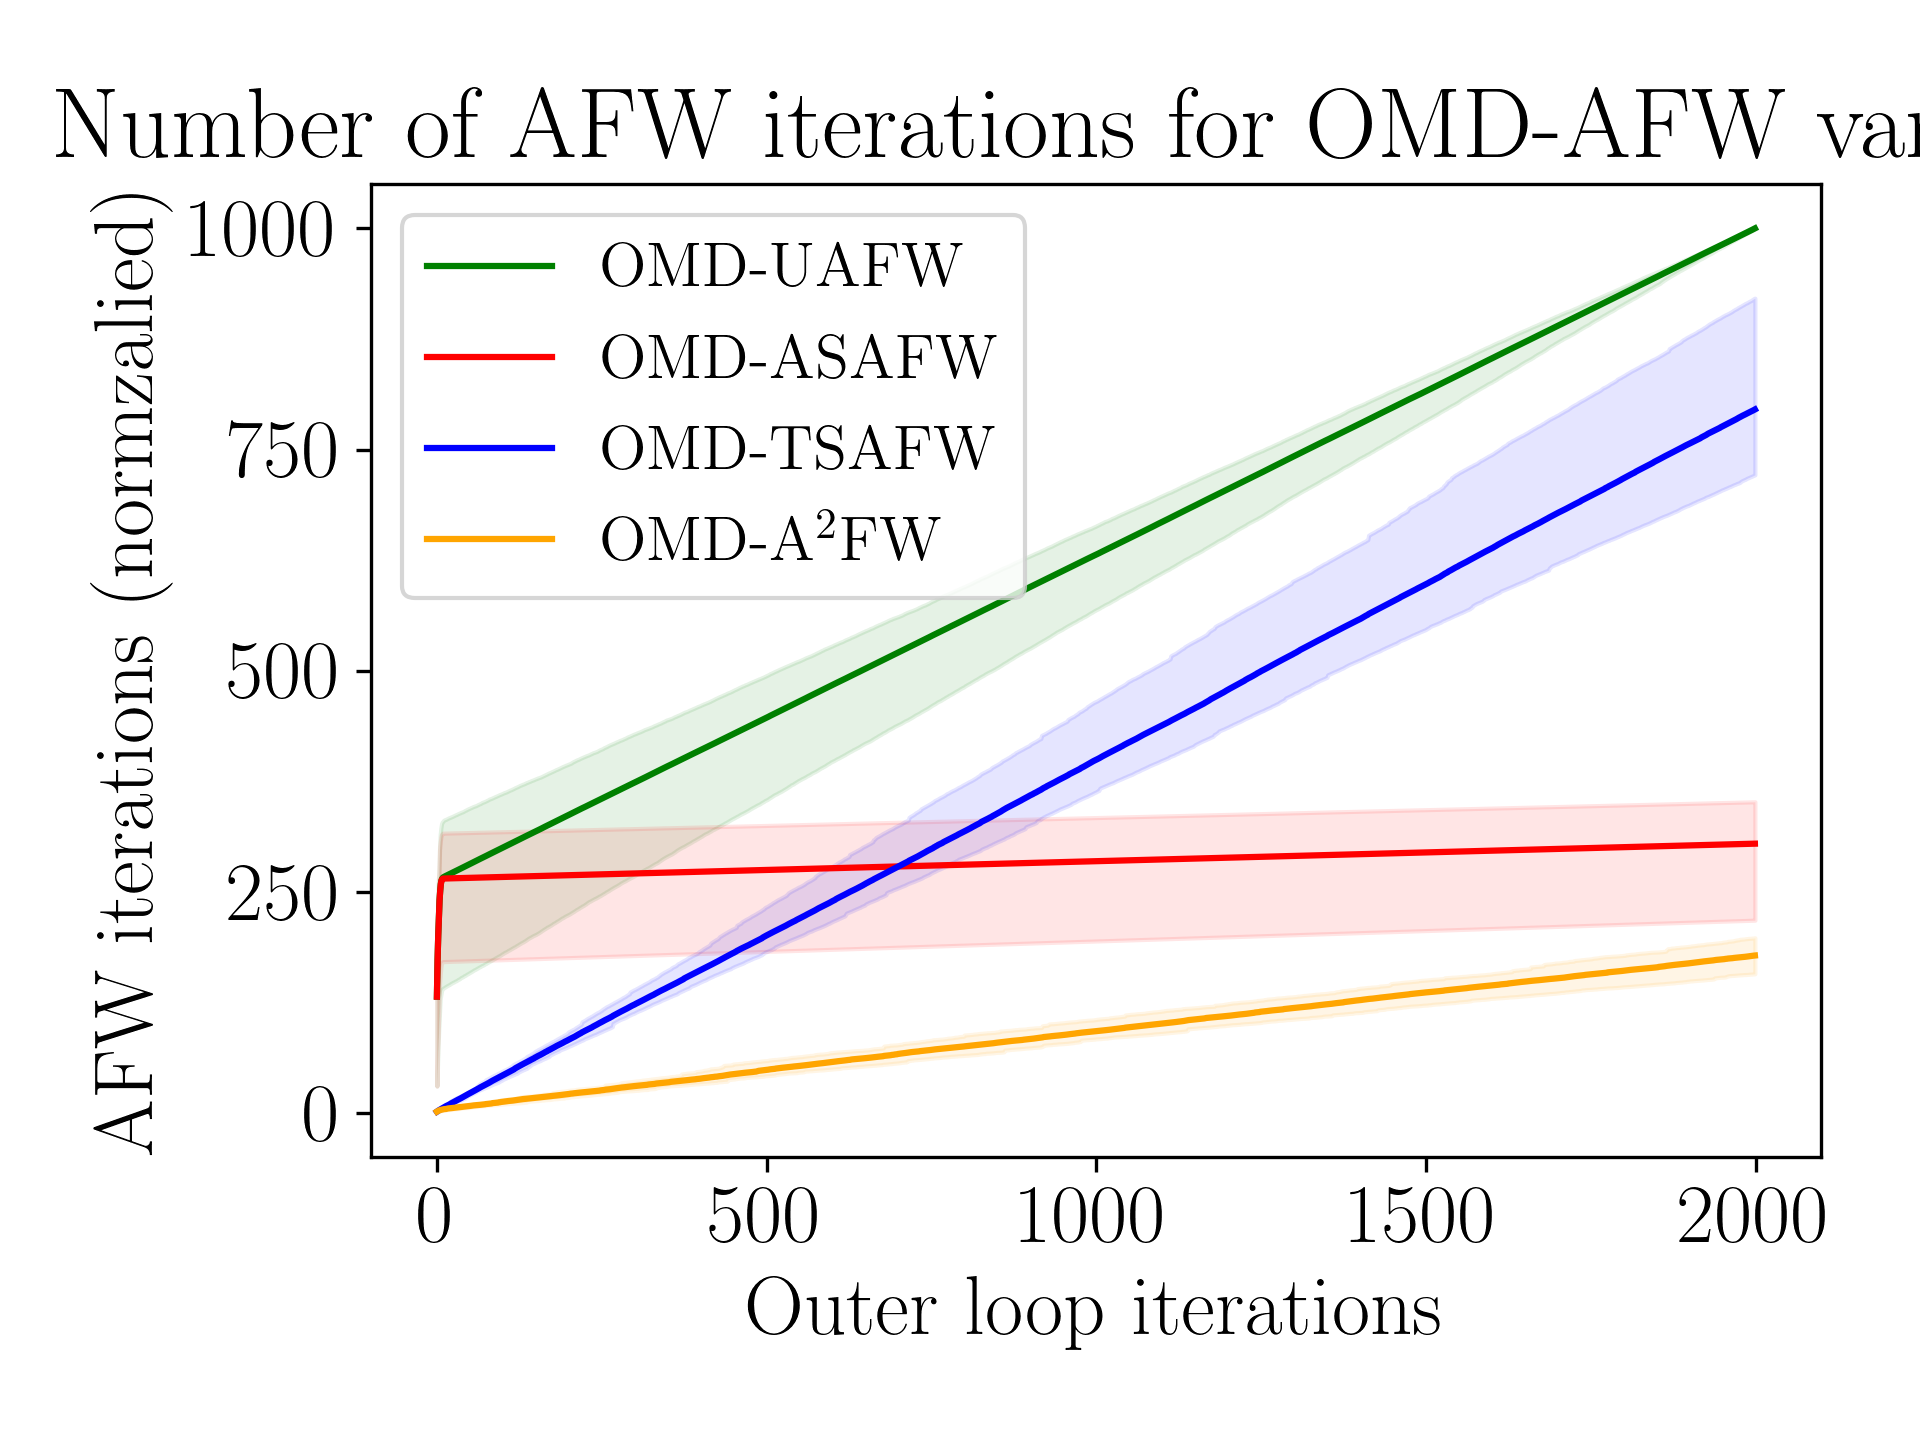 Number of AFW iterations for OMD-AFW var
AFW iterations (normzalied)
1000
750
500
250
0
OMD-UAFW
OMD-ASAFW
OMD-TSAFW
OMD-A²FW
0 500 1000 1500 2000
Outer loop iterations